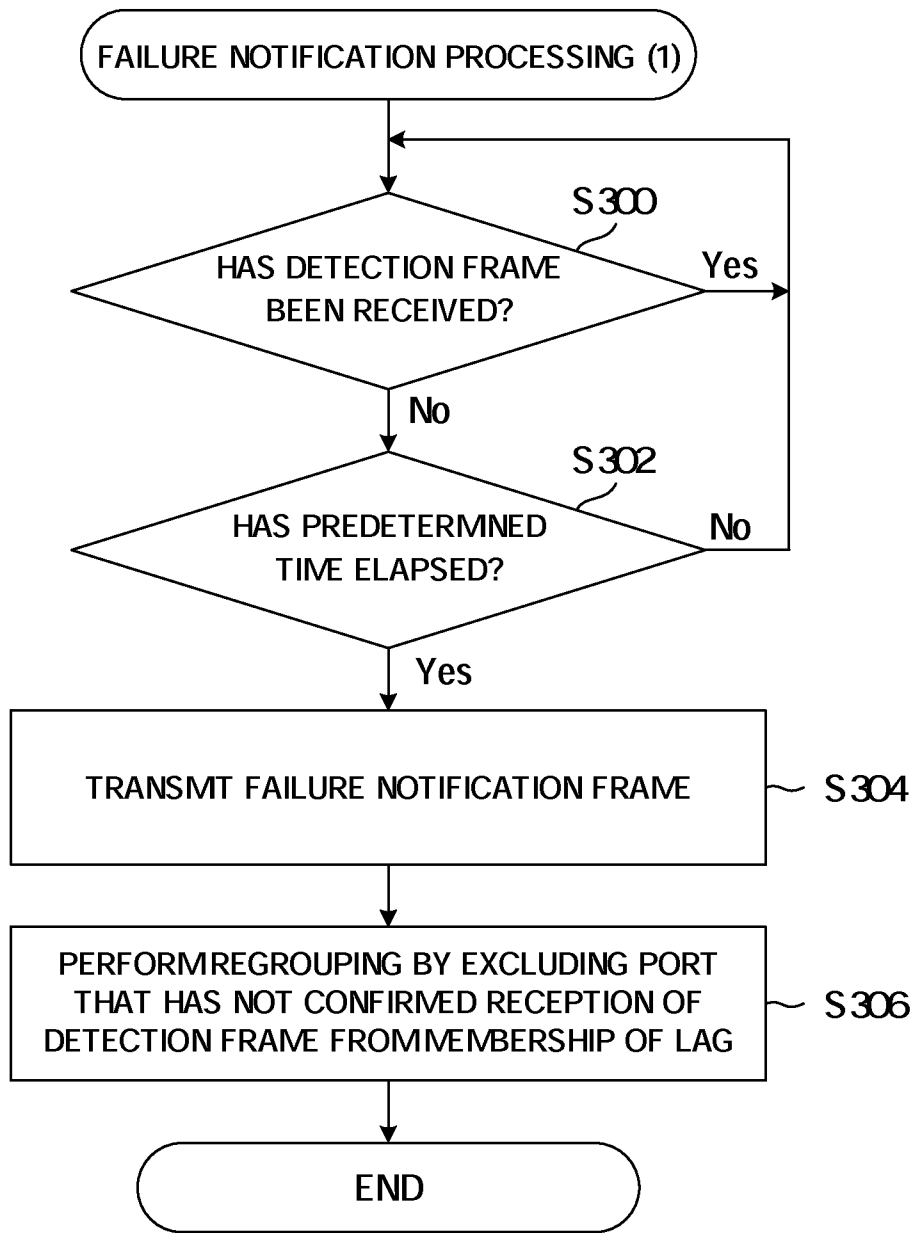 FAILURE NOTIFICATION PROCESSING (1)
S300
HAS DETECTION FRAME
BEEN RECEIVED?
Yes
No
S302
HAS PREDETERMNED
TIME ELAPSED?
No
Yes
TRANSMT FAILURE NOTIFICATION FRAME
S304
PERFORM REGROUPING BY EXCLUDING PORT
THAT HAS NOT CONFIRMED RECEPTION OF
DETECTION FRAME FROM MEMBERSHIP OF LAG
S306
END